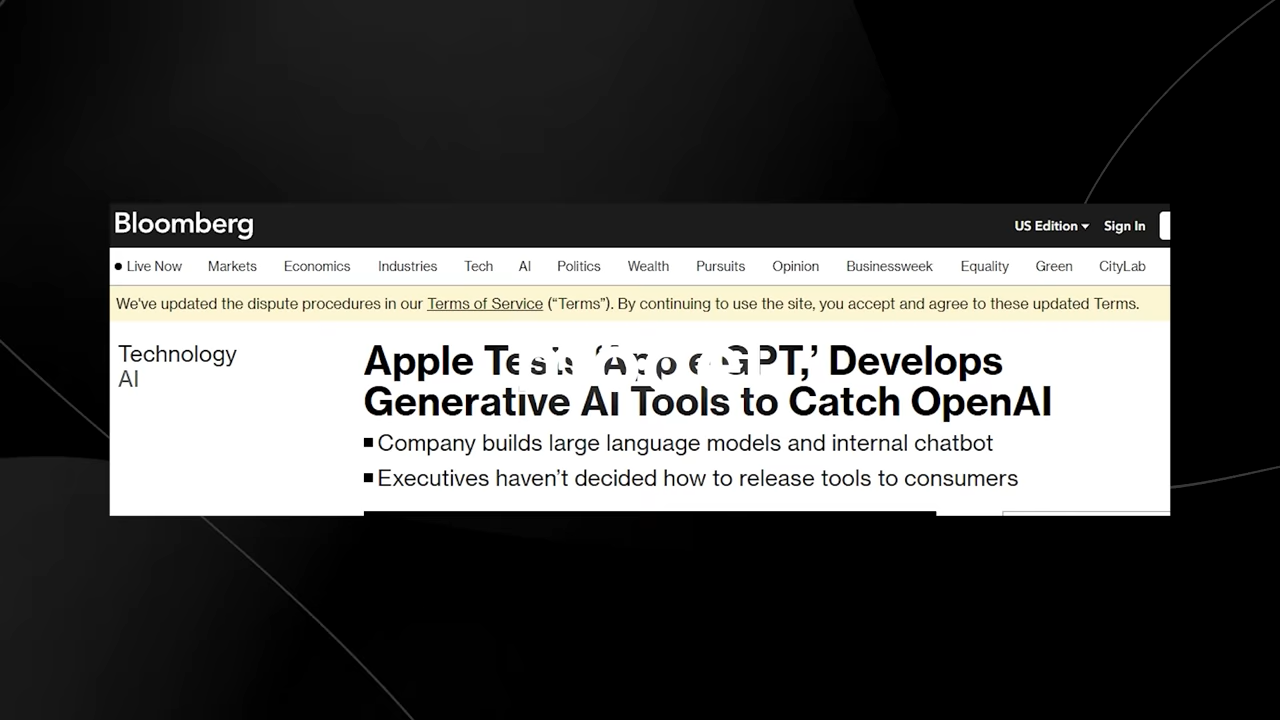 Bloomberg
US Edition Sign In
Live Now Markets Economics Industries Tech AI Politics Wealth Pursuits Opinion Businessweek Equality Green CityLab
We've updated the dispute procedures in our Terms of Service (“Terms”). By continuing to use the site, you accept and agree to these updated Terms.
Technology
AI
Apple Tests ‘Apple GPT,’ Develops
Generative AI Tools to Catch OpenAI
Company builds large language models and internal chatbot
Executives haven’t decided how to release tools to consumers